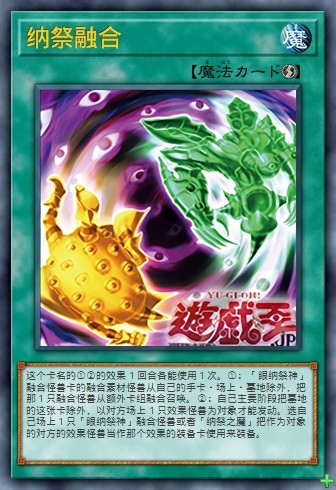 纳祭融合
魔
【魔法カード】
YU-GI-OH!
遊戯王
.JP
这个卡名的①②的效果1回合各能使用1次。①:「眼纳祭神」
融合怪兽卡的融合素材怪兽从自己的手卡・场上・墓地除外,把
那1只融合怪兽从额外卡组融合召唤。②:自己主要阶段把墓地
的这张卡除外,以对方场上1只效果怪兽为对象才能发动。选自
己场上1只「眼纳祭神」融合怪兽或者「纳祭之魔」把作为对象
的对方的效果怪兽当作那个效果的装备卡使用来装备。